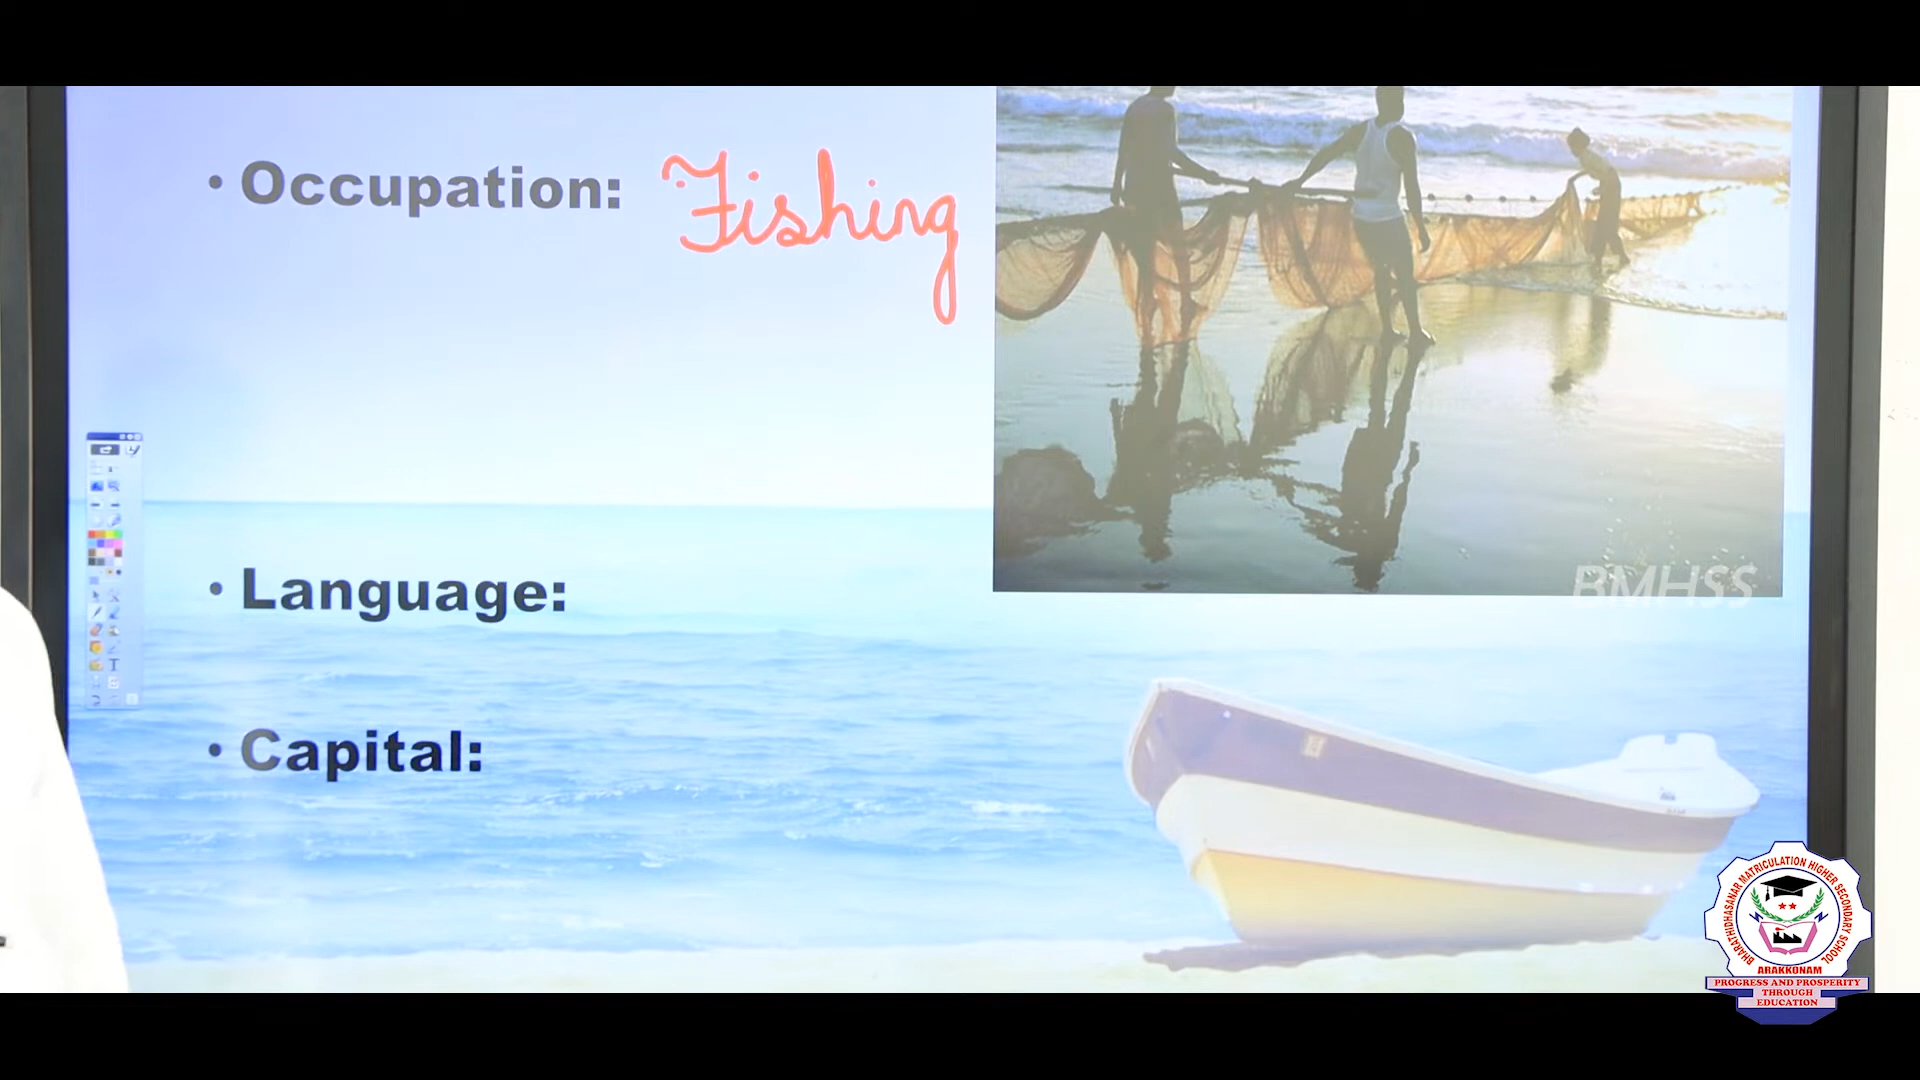 • Occupation: Fishing
• Language:
• Capital:
BMHSS
BHARATHIDHASANAR MATRICULATION HIGHER SECONDARY SCHOOL
ARAKKONAM
PROGRESS AND PROSPERITY
THROUGH
EDUCATION